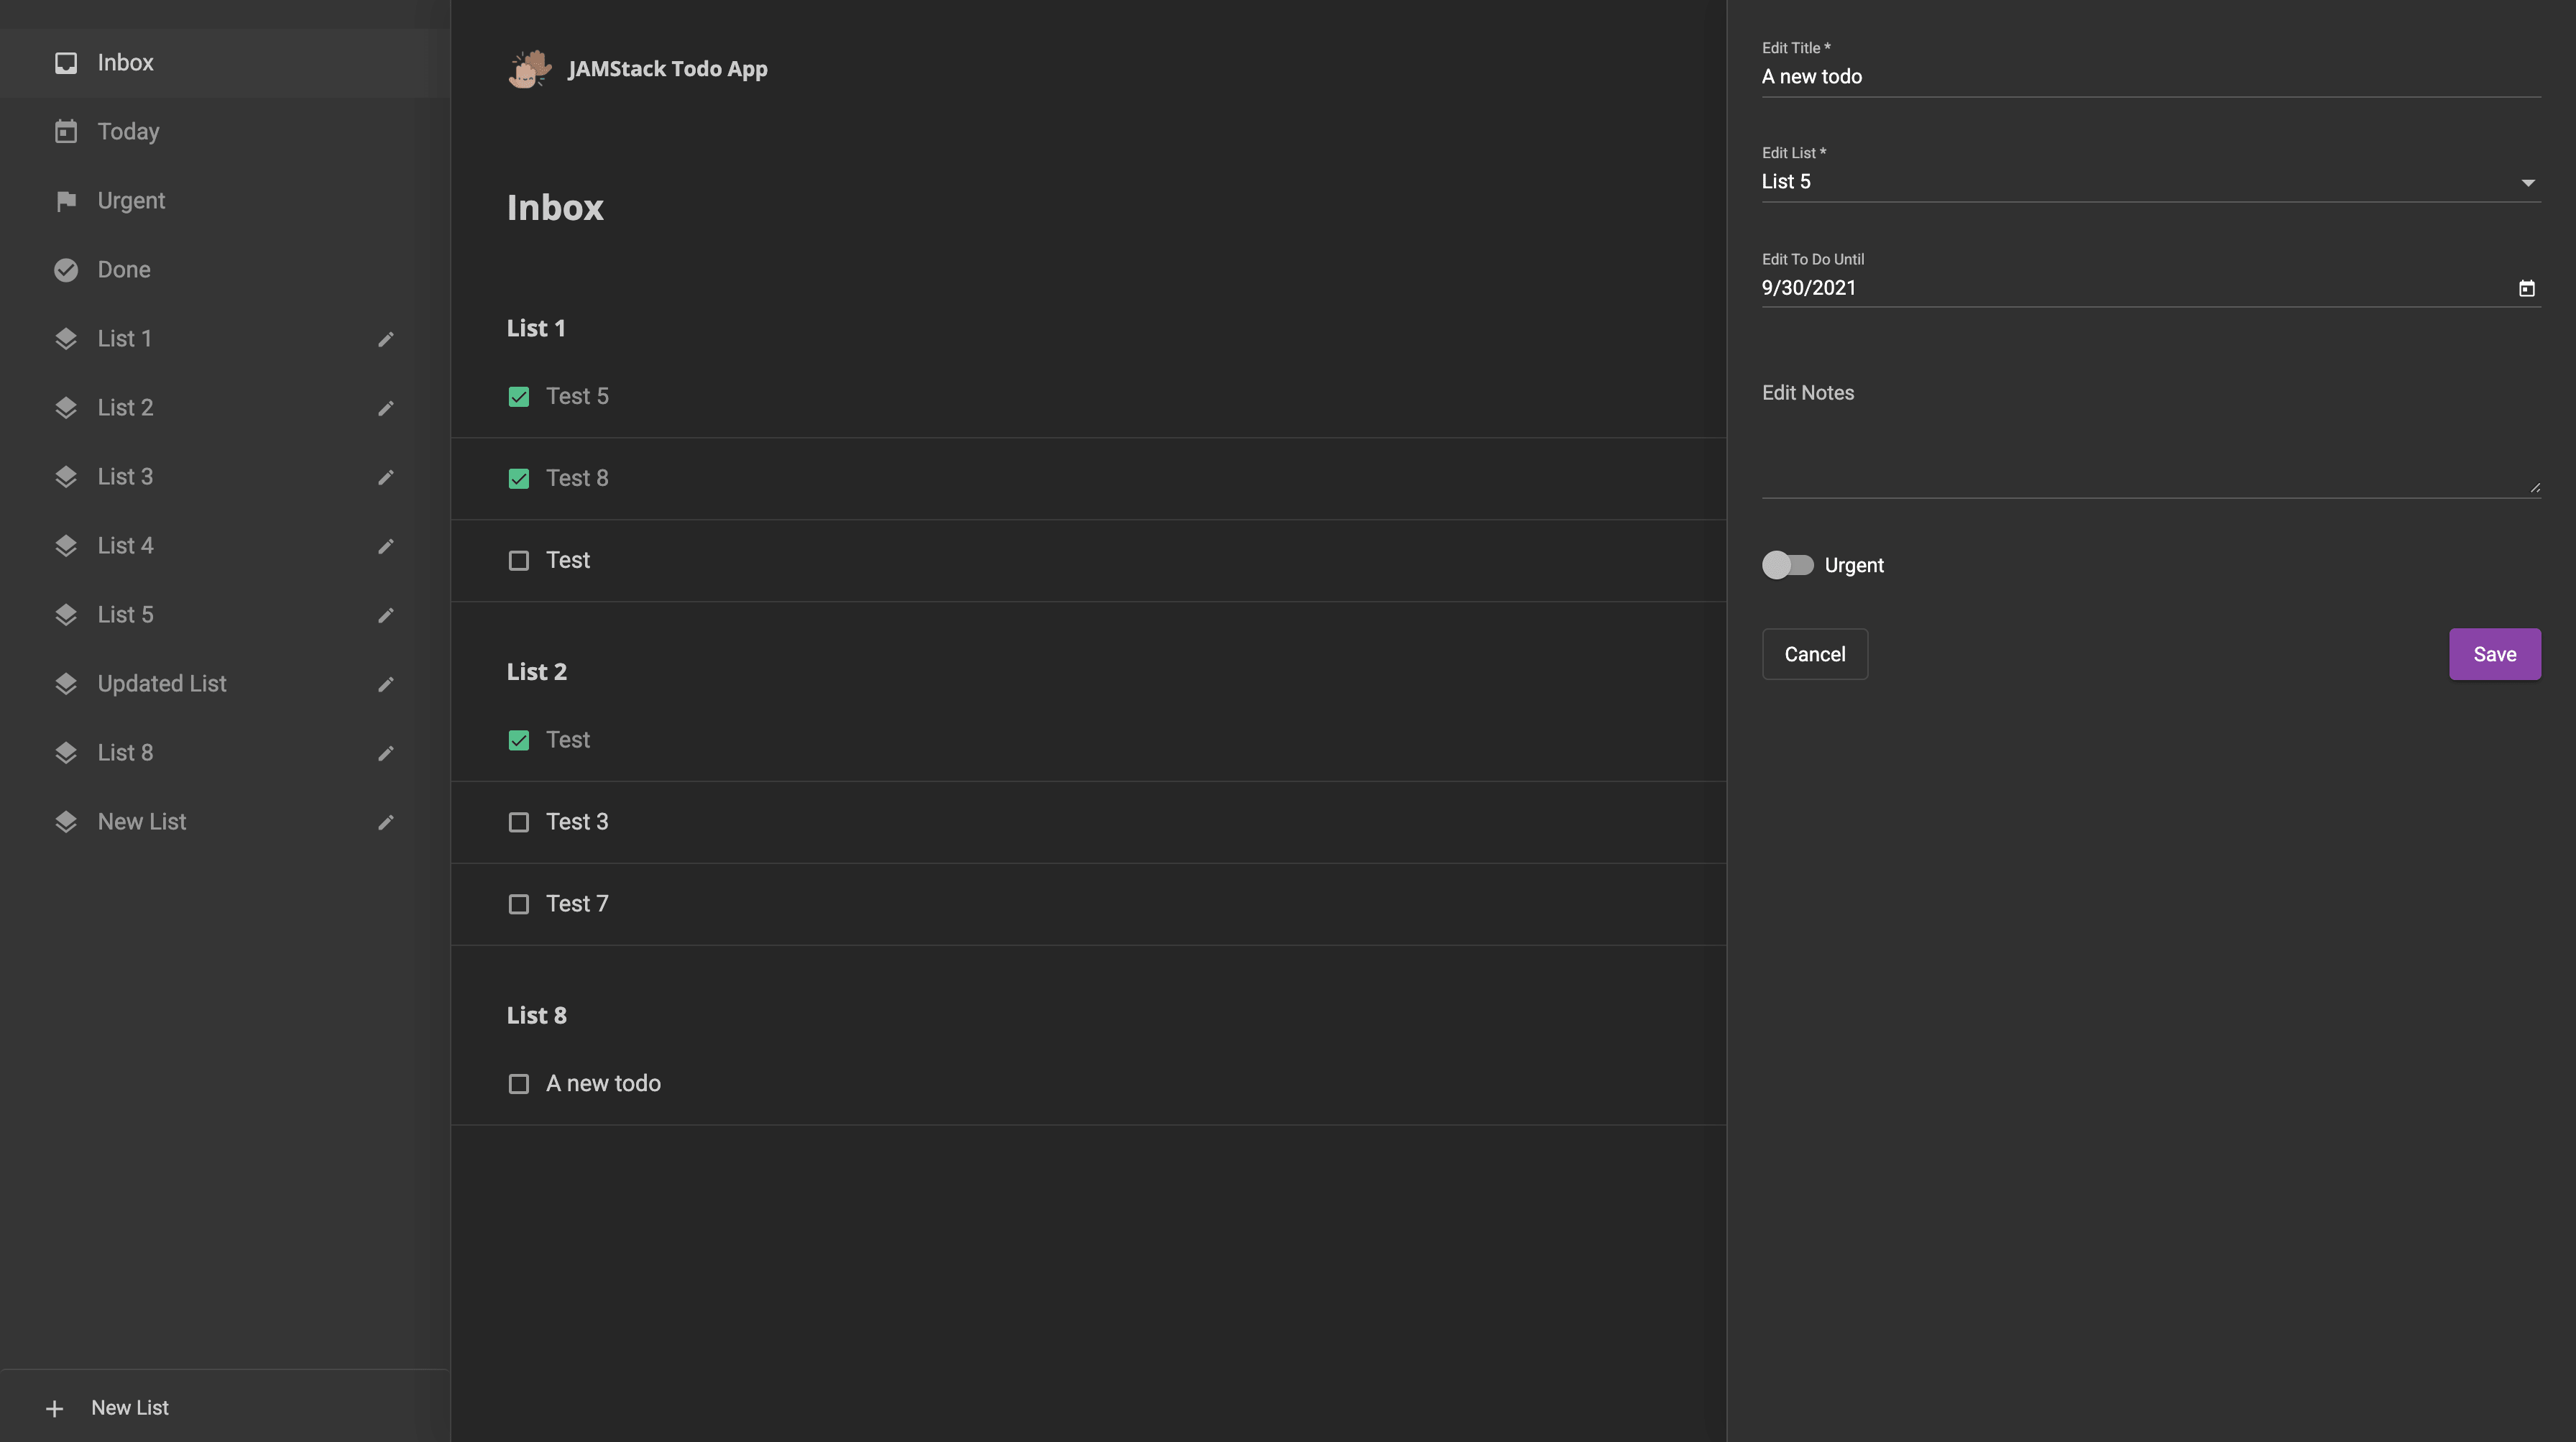 Inbox
Today
Urgent
Done
List 1
List 2
List 3
List 4
List 5
Updated List
List 8
New List
New List
JAMStack Todo App
Inbox
List 1
Test 5
Test 8
Test
List 2
Test
Test 3
Test 7
List 8
A new todo
Edit Title *
A new todo
Edit List *
List 5
Edit To Do Until
9/30/2021
Edit Notes
Urgent
Cancel
Save